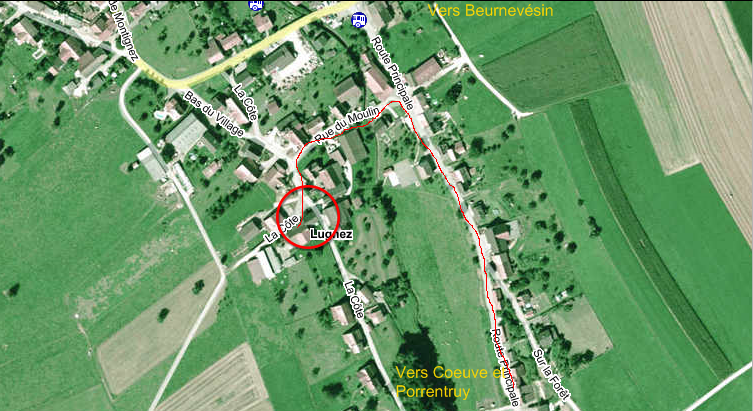 Vers Beurnevésin
de Montignez
Route Principale
La Côte
Bas du Village
Rue du Moulin
La Côte
Lugnez
La Côte
Route Principale
Sur la Forêt
Vers Coeuve et
Porrentruy